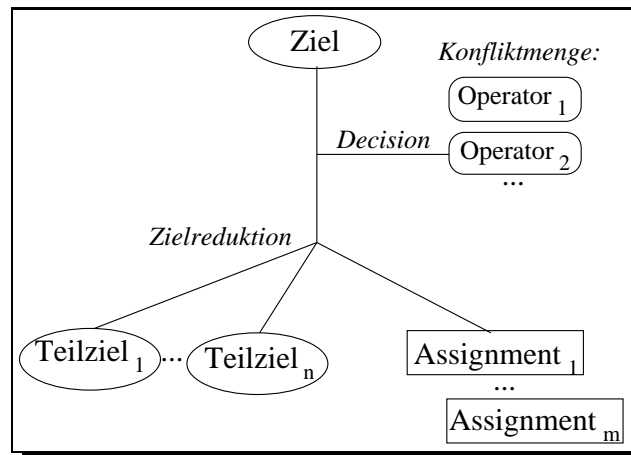 Ziel
Konfliktmenge:
Operator 1
Decision
Operator 2
...
Zielreduktion
Teilziel 1
...
Teilziel n
Assignment 1
...
Assignment m